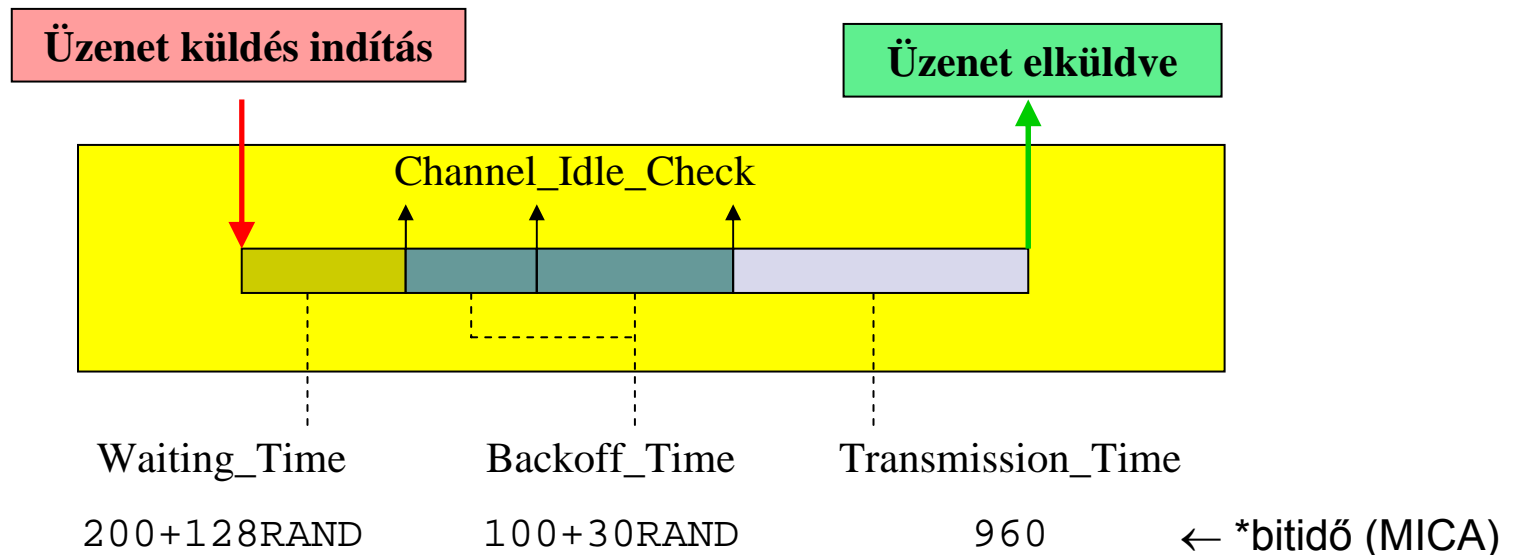 Üzenet küldés indítás
Üzenet elküldve
Channel_Idle_Check
Waiting_Time Backoff_Time Transmission_Time
200+128RAND 100+30RAND 960 ← *bitidő (MICA)